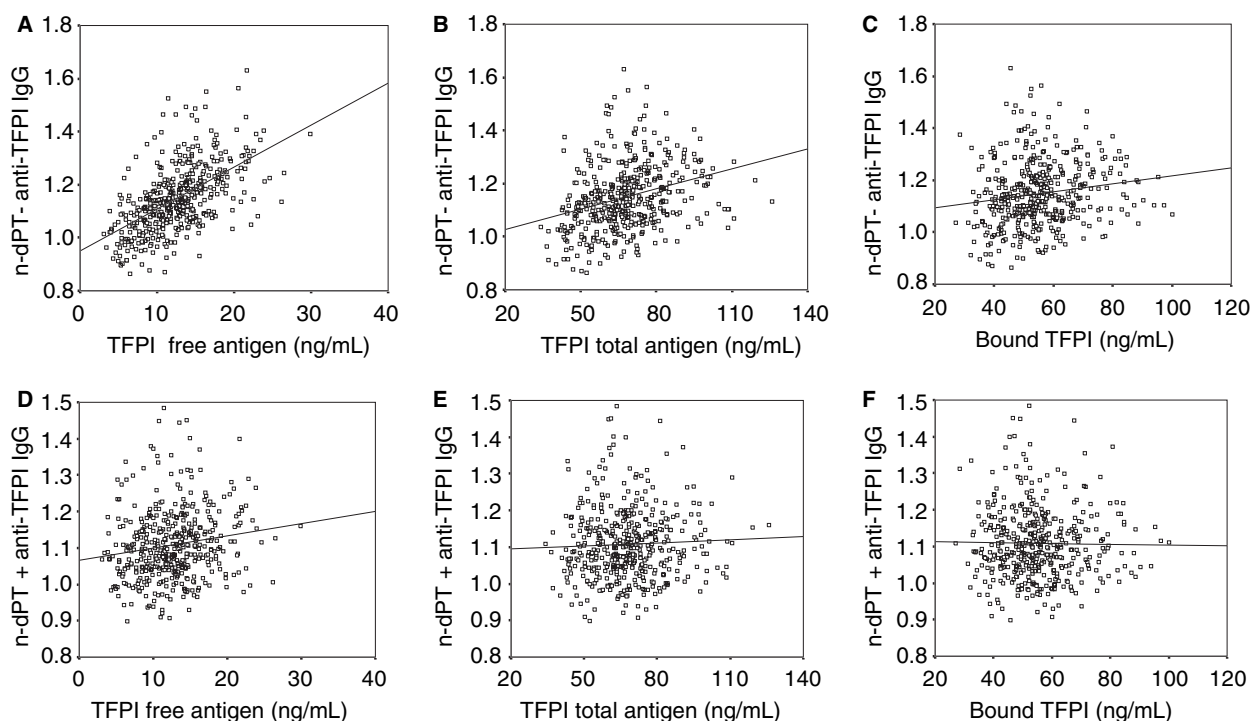 A
n-dPT- anti-TFPI IgG
1.8
1.6
1.4
1.2
1.0
0.8
0 10 20 30 40
TFPI free antigen (ng/mL)
B
n-dPT- anti-TFPI IgG
1.8
1.6
1.4
1.2
1.0
0.8
20 50 80 110 140
TFPI total antigen (ng/mL)
C
n-dPT- anti-TFPI IgG
1.8
1.6
1.4
1.2
1.0
0.8
20 40 60 80 100 120
Bound TFPI (ng/mL)
D
n-dPT + anti-TFPI IgG
1.5
1.4
1.3
1.2
1.1
1.0
0.9
0.8
0 10 20 30 40
TFPI free antigen (ng/mL)
E
n-dPT + anti-TFPI IgG
1.5
1.4
1.3
1.2
1.1
1.0
0.9
0.8
20 50 80 110 140
TFPI total antigen (ng/mL)
F
n-dPT + anti-TFPI IgG
1.5
1.4
1.3
1.2
1.1
1.0
0.9
0.8
20 40 60 80 100 120
Bound TFPI (ng/mL)